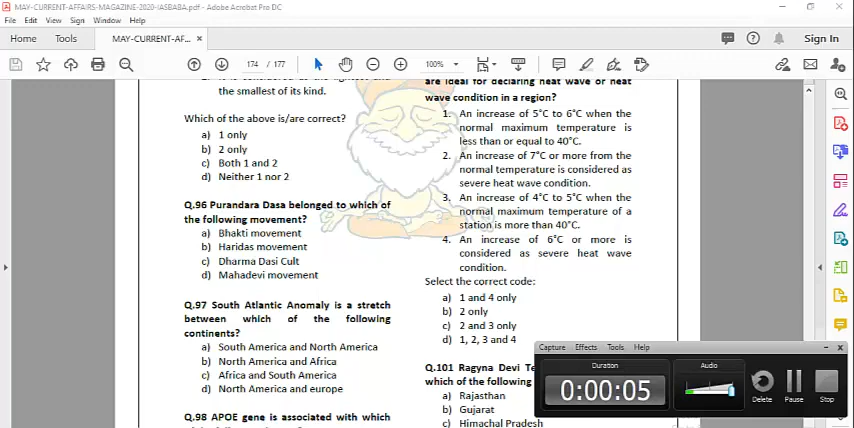 MAY-CURRENT-AFFAIRS-MAGAZINE-2020-IASBABA.pdf - Adobe Acrobat Pro DC
File Edit View Sign Window Help
Home Tools MAY-CURRENT-AF... × Sign In
174 / 177 100%
the smallest of its kind.
Which of the above is/are correct?
a) 1 only
b) 2 only
c) Both 1 and 2
d) Neither 1 nor 2
Q.96 Purandara Dasa belonged to which of
the following movement?
a) Bhakti movement
b) Haridas movement
c) Dharma Dasi Cult
d) Mahadevi movement
Q.97 South Atlantic Anomaly is a stretch
between which of the following
continents?
a) South America and North America
b) North America and Africa
c) Africa and South America
d) North America and europe
Q.98 APOE gene is associated with which
are ideal for declaring heat wave or heat
wave condition in a region?
1. An increase of 5°C to 6°C when the
normal maximum temperature is
less than or equal to 40°C.
2. An increase of 7°C or more from the
normal temperature is considered as
severe heat wave condition.
3. An increase of 4°C to 5°C when the
normal maximum temperature of a
station is more than 40°C.
4. An increase of 6°C or more is
considered as severe heat wave
condition.
Select the correct code:
a) 1 and 4 only
b) 2 only
c) 2 and 3 only
d) 1, 2, 3 and 4
Q.101 Ragyna Devi Te
which of the following
a) Rajasthan
b) Gujarat
c) Himachal Pradesh
Capture Effects Tools Help
Duration Audio
0:00:05
Delete Pause Stop